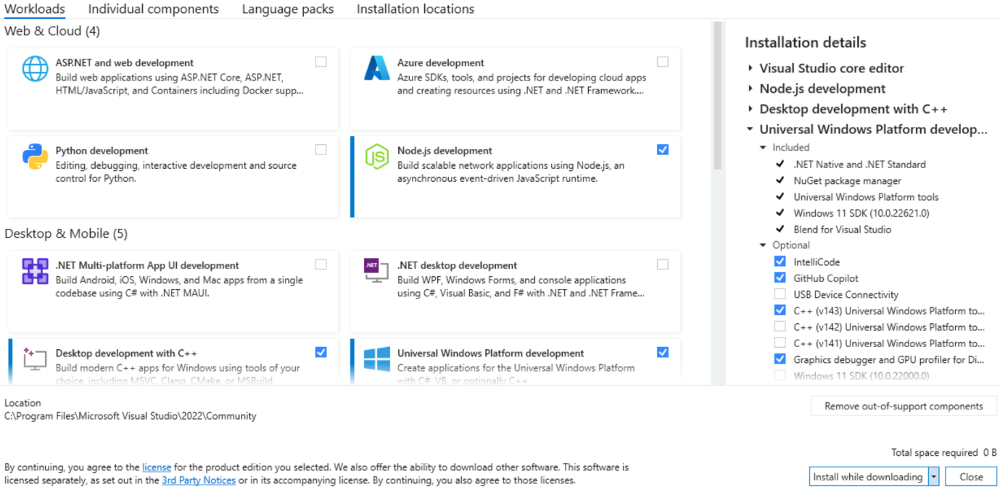 Workloads Individual components Language packs Installation locations
Web & Cloud (4)
ASP.NET and web development
Build web applications using ASP.NET Core, ASP.NET,
HTML/JavaScript, and Containers including Docker supp...
Azure development
Azure SDKs, tools, and projects for developing cloud apps
and creating resources using .NET and .NET Framework....
Python development
Editing, debugging, interactive development and source
control for Python.
JS
Node.js development
Build scalable network applications using Node.js, an
asynchronous event-driven JavaScript runtime.
Desktop & Mobile (5)
.NET Multi-platform App UI development
Build Android, iOS, Windows, and Mac apps from a single
codebase using C# with .NET MAUI.
.NET
.NET desktop development
Build WPF, Windows Forms, and console applications
using C#, Visual Basic, and F# with .NET and .NET Frame...
Desktop development with C++
Build modern C++ apps for Windows using tools of your
choice, including MSVC, Clang, CMake, or MSBuild.
Universal Windows Platform development
Create applications for the Universal Windows Platform
with C#, VB, or optionally C++.
Installation details
Visual Studio core editor
Node.js development
Desktop development with C++
Universal Windows Platform develop...
Included
.NET Native and .NET Standard
NuGet package manager
Universal Windows Platform tools
Windows 11 SDK (10.0.22621.0)
Blend for Visual Studio
Optional
IntelliCode
GitHub Copilot
USB Device Connectivity
C++ (v143) Universal Windows Platform to...
C++ (v142) Universal Windows Platform to...
C++ (v141) Universal Windows Platform to...
Graphics debugger and GPU profiler for Di...
Windows 11 SDK (10.0.22000.0)
Location
C:\Program Files\Microsoft Visual Studio\2022\Community
Remove out-of-support components
Total space required 0 B
By continuing, you agree to the license for the product edition you selected. We also offer the ability to download other software. This software is
licensed separately, as set out in the 3rd Party Notices or in its accompanying license. By continuing, you also agree to those licenses.
Install while downloading
Close